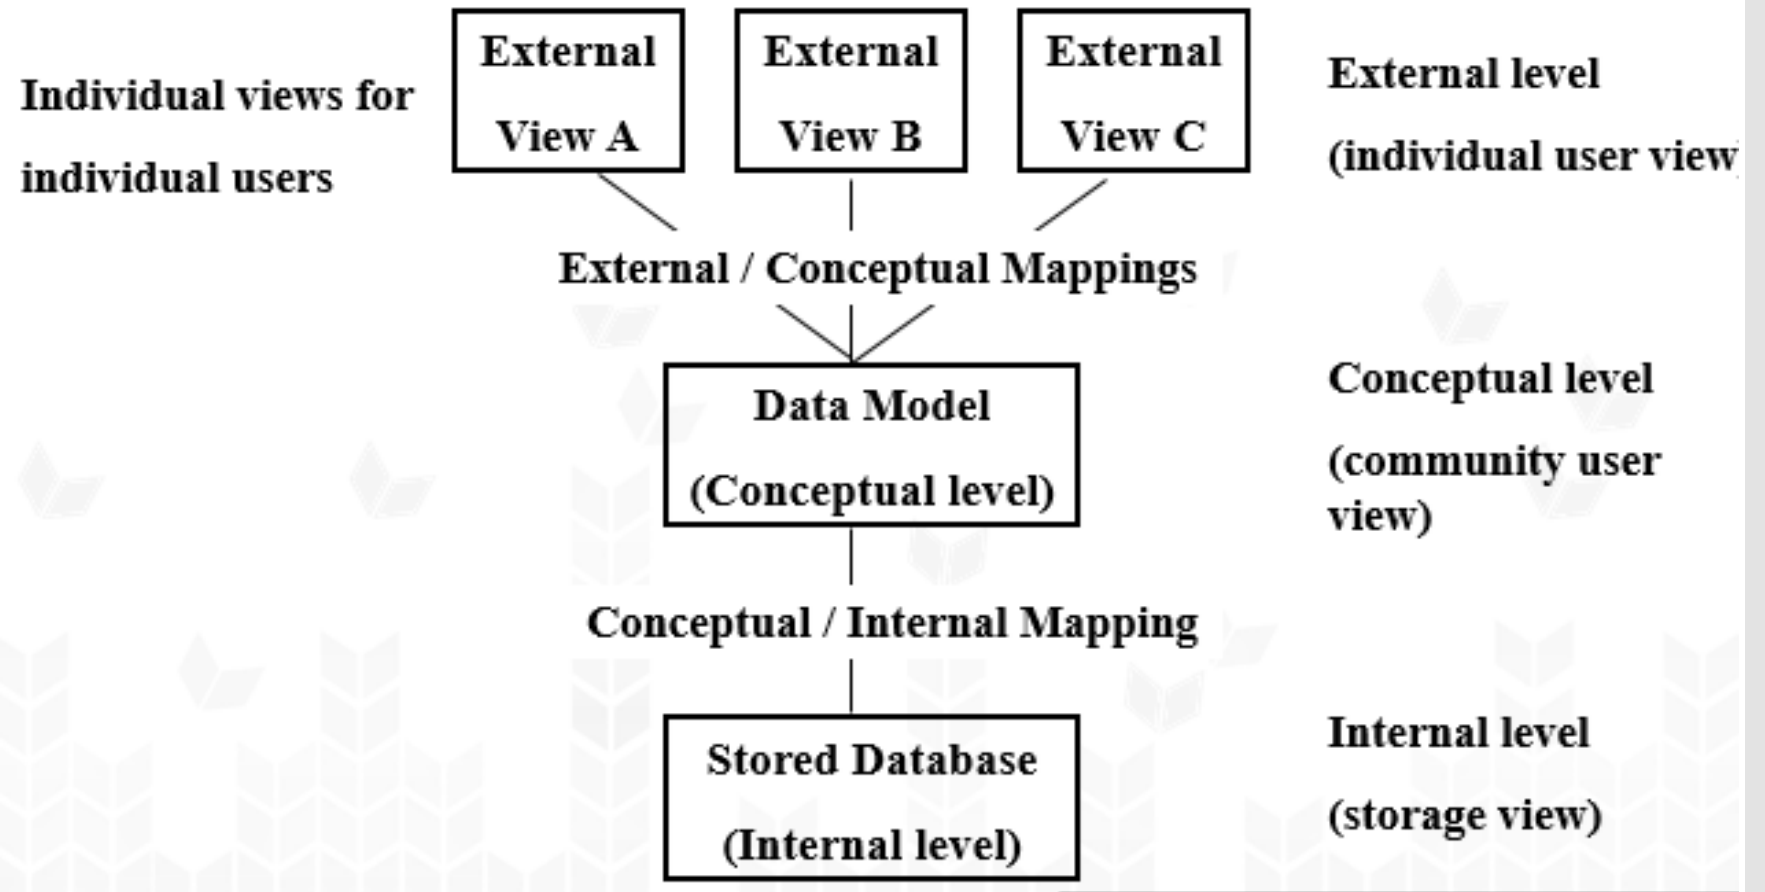 Individual views for
individual users
External
View A
External
View B
External
View C
External level
(individual user view
External / Conceptual Mappings
Data Model
(Conceptual level)
Conceptual level
(community user
view)
Conceptual / Internal Mapping
Stored Database
(Internal level)
Internal level
(storage view)